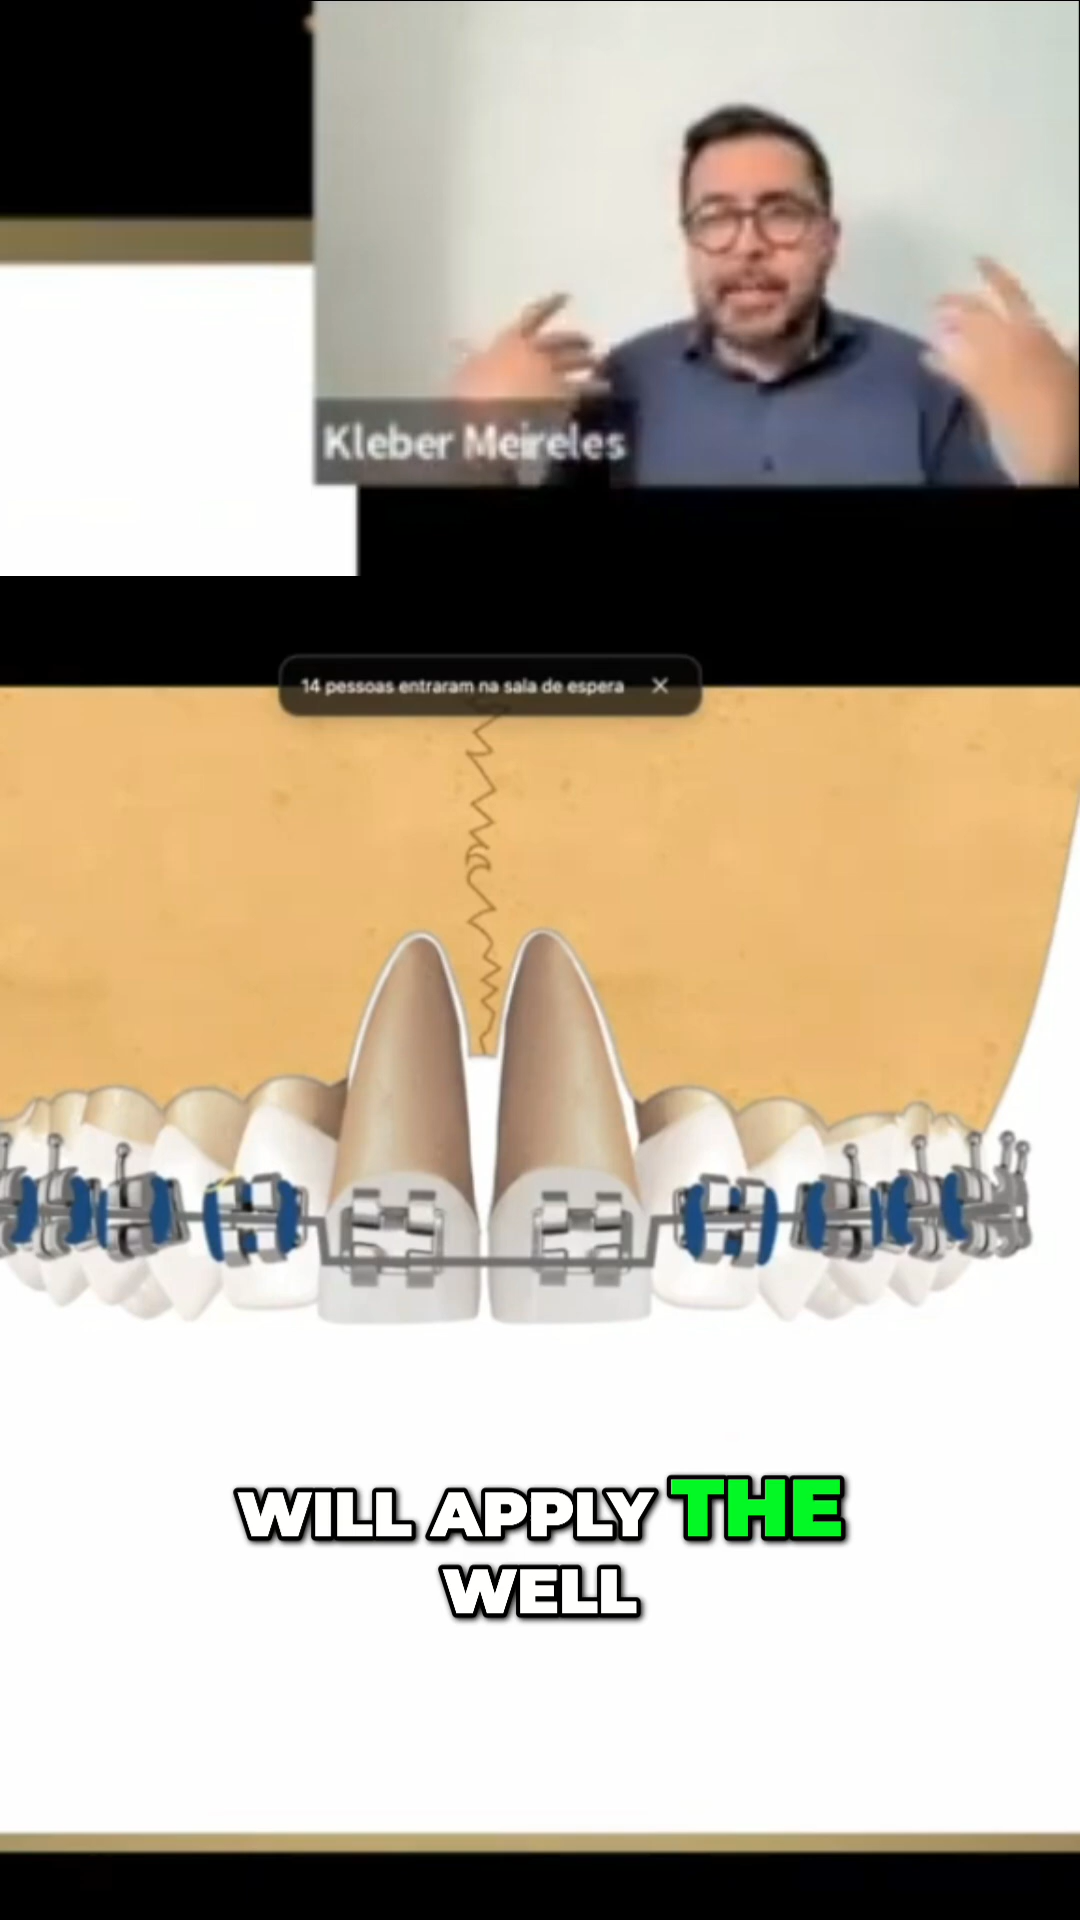 Kleber Meireles
14 pessoas entraram na sala de espera
WILL APPLY THE
WELL